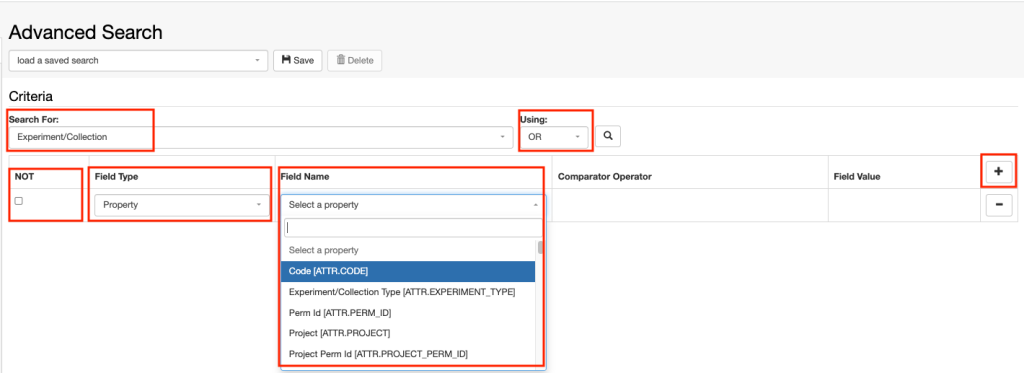 Advanced Search
load a saved search
Save
Delete
Criteria
Search For:
Using:
Experiment/Collection
OR
NOT
Field Type
Field Name
Comparator Operator
Field Value
Property
Select a property
Select a property
Code [ATTR.CODE]
Experiment/Collection Type [ATTR.EXPERIMENT_TYPE]
Perm Id [ATTR.PERM_ID]
Project [ATTR.PROJECT]
Project Perm Id [ATTR.PROJECT_PERM_ID]